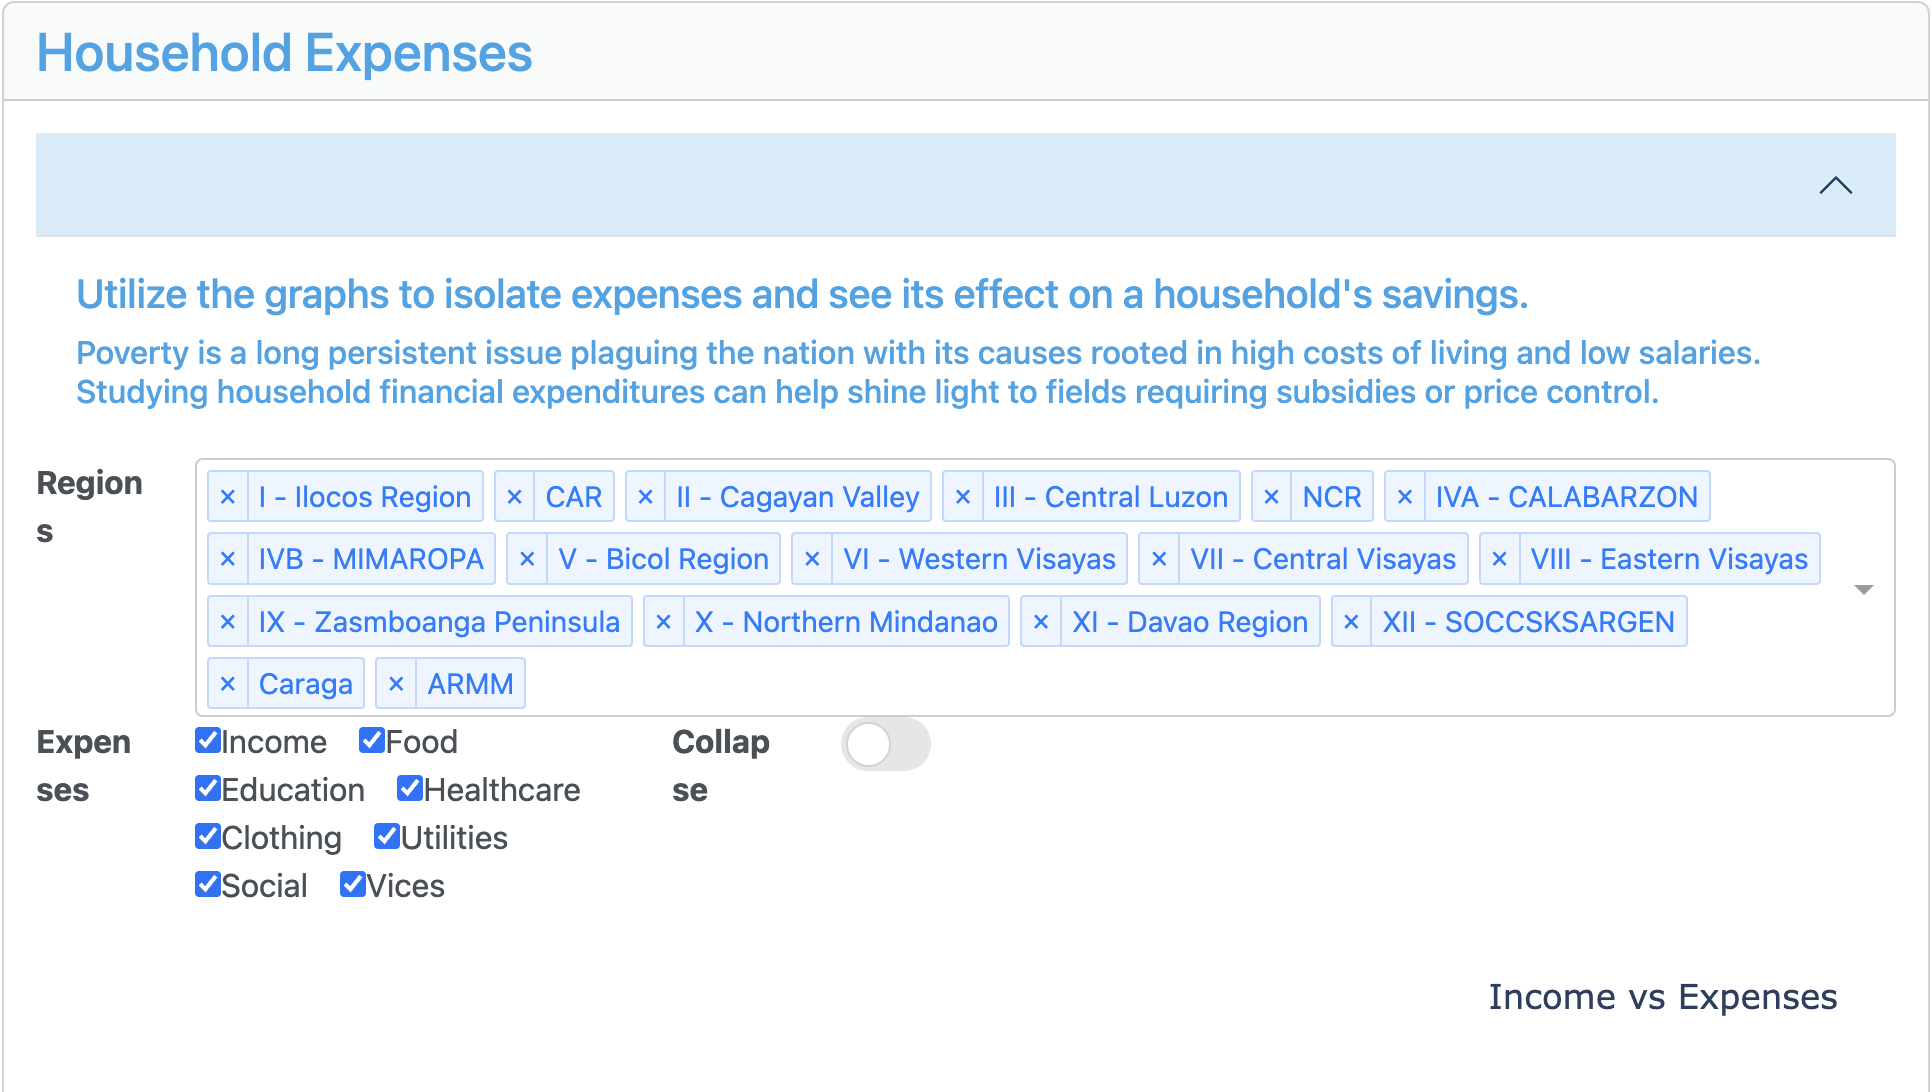 Household Expenses
Utilize the graphs to isolate expenses and see its effect on a household's savings.
Poverty is a long persistent issue plaguing the nation with its causes rooted in high costs of living and low salaries.
Studying household financial expenditures can help shine light to fields requiring subsidies or price control.
Region
s
× I - Ilocos Region × CAR × II - Cagayan Valley × III - Central Luzon × NCR × IVA - CALABARZON
× IVB - MIMAROPA × V - Bicol Region × VI - Western Visayas × VII - Central Visayas × VIII - Eastern Visayas
× IX - Zasmboanga Peninsula × X - Northern Mindanao × XI - Davao Region × XII - SOCCSKSARGEN
× Caraga × ARMM
Expen
ses
Income Food
Education Healthcare
Clothing Utilities
Social Vices
Collap
se
Income vs Expenses